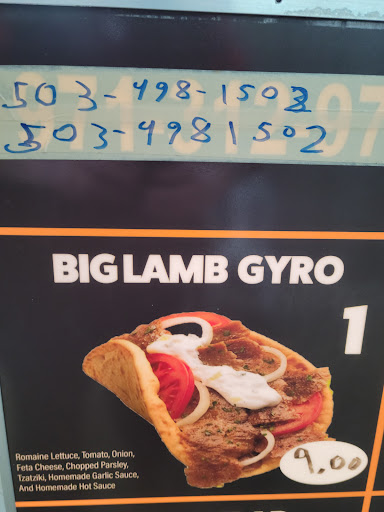 503-498-1502
503-4981502
BIG LAMB GYRO
1
Romaine Lettuce, Tomato, Onion,
Feta Cheese, Chopped Parsley,
Tzatziki, Homemade Garlic Sauce,
And Homemade Hot Sauce
9.00